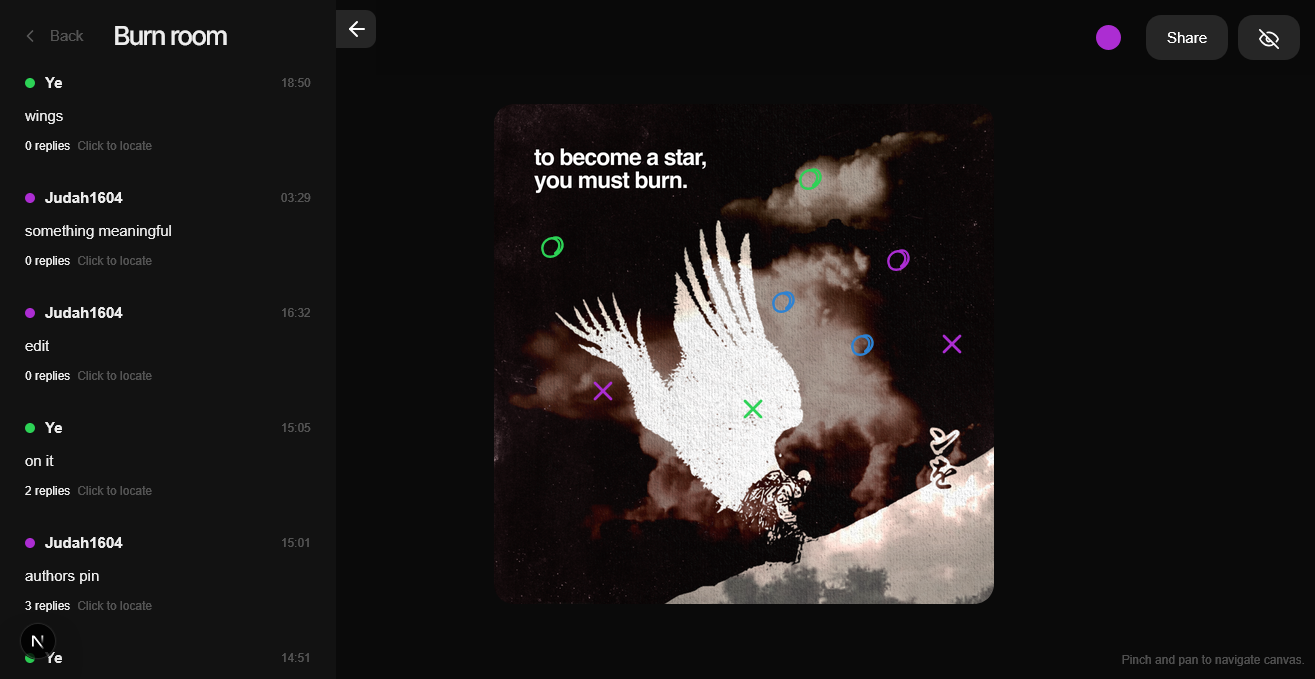 Back
Burn room
Ye 18:50
wings
0 replies Click to locate
Judah1604 03:29
something meaningful
0 replies Click to locate
Judah1604 16:32
edit
0 replies Click to locate
Ye 15:05
on it
2 replies Click to locate
Judah1604 15:01
authors pin
3 replies Click to locate
N
Ye 14:51
Share
to become a star,
you must burn.
Pinch and pan to navigate canvas.